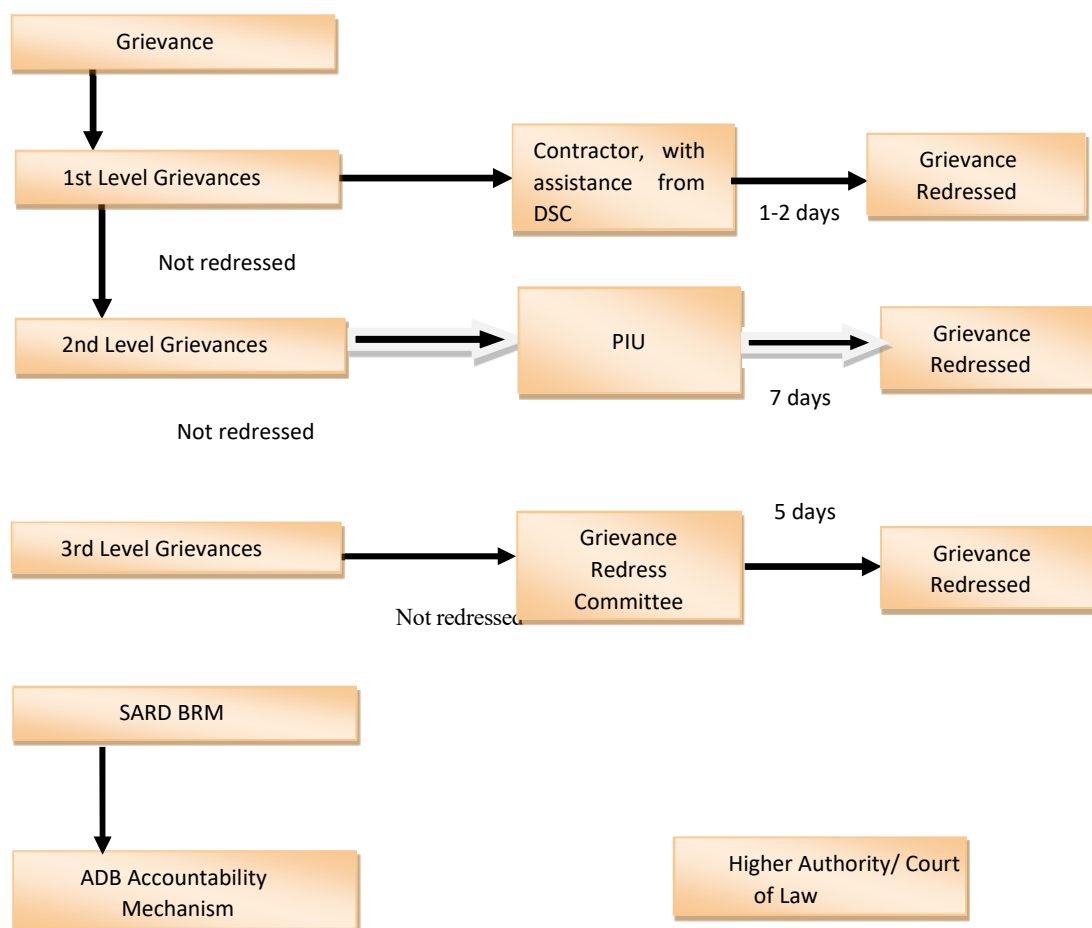 Grievance
1st Level Grievances
Contractor, with
assistance from
DSC
1-2 days
Grievance
Redressed
Not redressed
2nd Level Grievances
PIU
7 days
Grievance
Redressed
Not redressed
3rd Level Grievances
Grievance
Redress
Committee
5 days
Grievance
Redressed
Not redressed
SARD BRM
ADB Accountability
Mechanism
Higher Authority/ Court
of Law